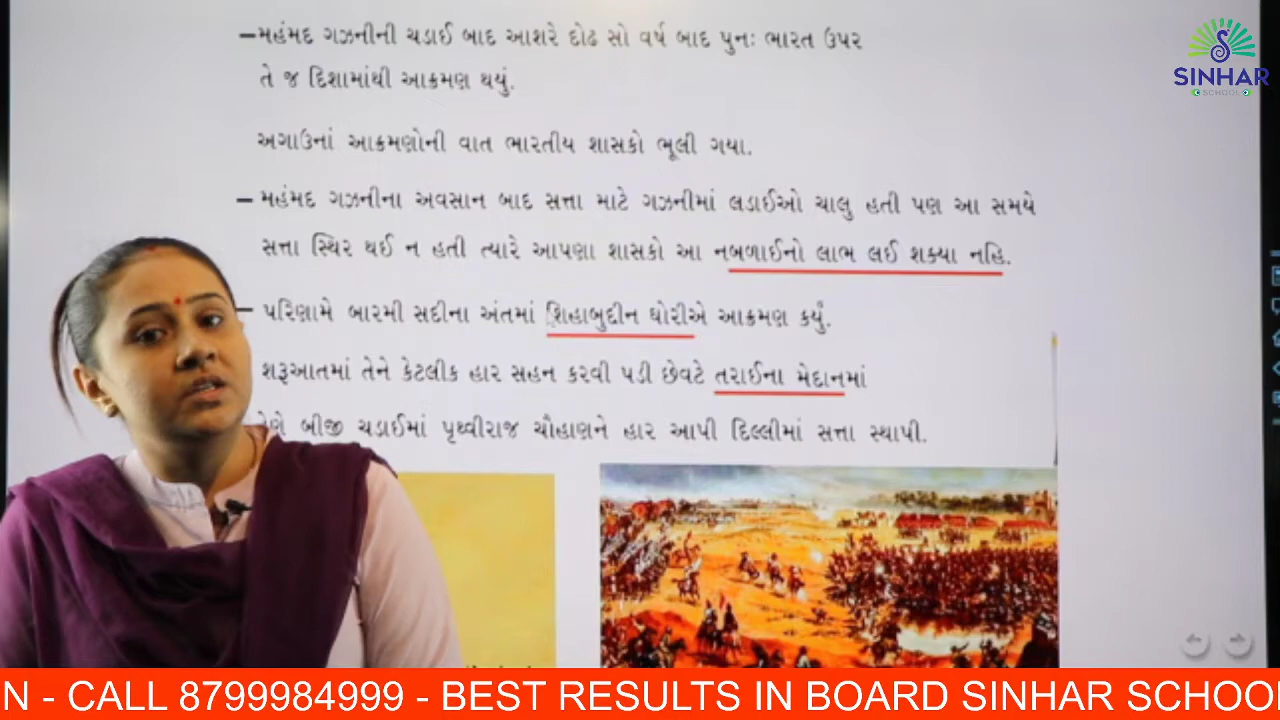 –મહંમદ ગઝનીની ચડાઈ બાદ આશરે દોઢ સો વર્ષ બાદ પુનઃ ભારત ઉપર
તે જ દિશામાંથી આક્રમણ થયું.
અગાઉનાં આક્રમણોની વાત ભારતીય શાસકો ભૂલી ગયા.
– મહંમદ ગઝનીના અવસાન બાદ સત્તા માટે ગઝનીમાં લડાઈઓ ચાલુ હતી પણ આ સમયે
સત્તા સ્થિર થઈ ન હતી ત્યારે આપણા શાસકો આ નબળાઈનો લાભ લઈ શક્યા નહિ.
– પરિણામે બારમી સદીના અંતમાં શિહાબુદ્દીન ઘોરીએ આક્રમણ કર્યું.
શરૂઆતમાં તેને કેટલીક હાર સહન કરવી પડી છેવટે તરાઈના મેદાનમાં
બીજી ચડાઈમાં પૃથ્વીરાજ ચૌહાણને હાર આપી દિલ્લીમાં સત્તા સ્થાપી.
SINHAR
SCHOOL
N - CALL 8799984999 - BEST RESULTS IN BOARD SINHAR SCHOOL